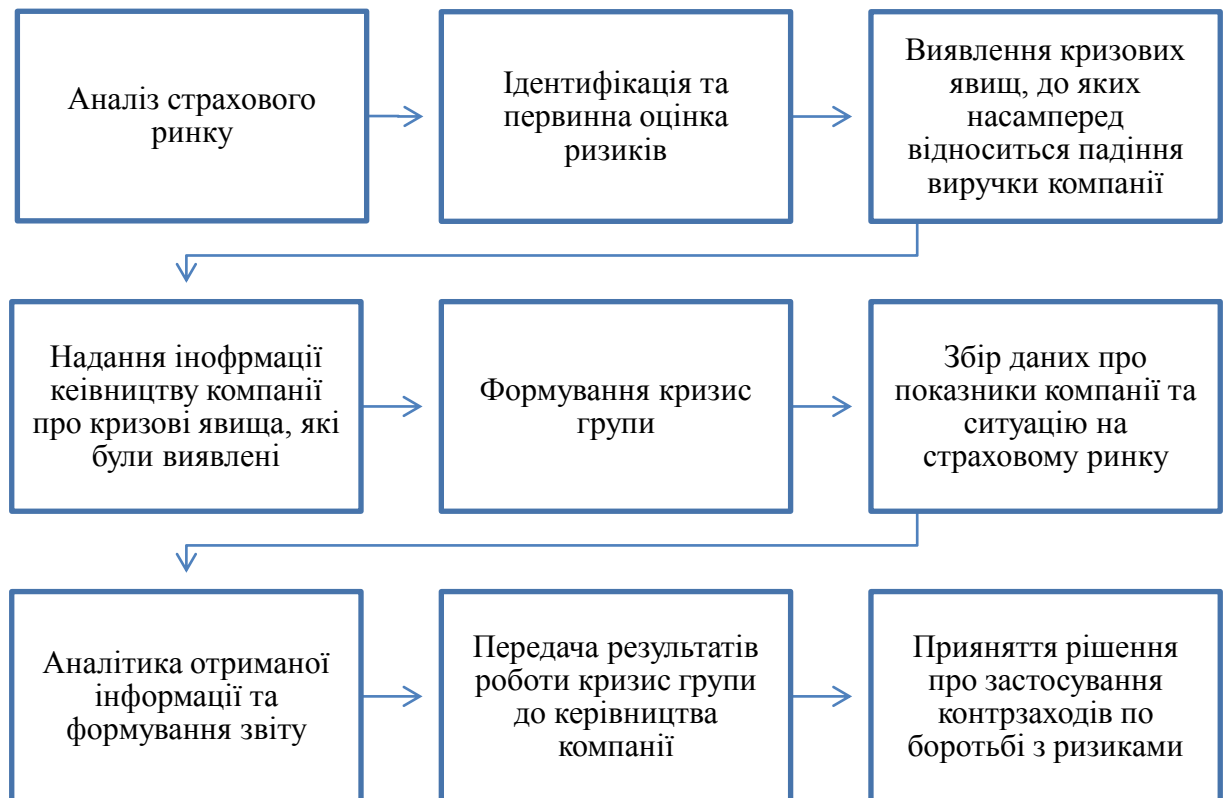 Аналіз страхового
ринку
Ідентифікація та
первинна оцінка
ризиків
Виявлення кризових
явищ, до яких
насамперед
відноситься падіння
виручки компанії
Надання інофрмації
кеівництву компанії
про кризові явища, які
були виявлені
Формування кризис
групи
Збір даних про
показники компанії та
ситуацію на
страховому ринку
Аналітика отриманої
інформації та
формування звіту
Передача результатів
роботи кризис групи
до керівництва
компанії
Прияняття рішення
про застосування
контрзаходів по
боротьбі з ризиками